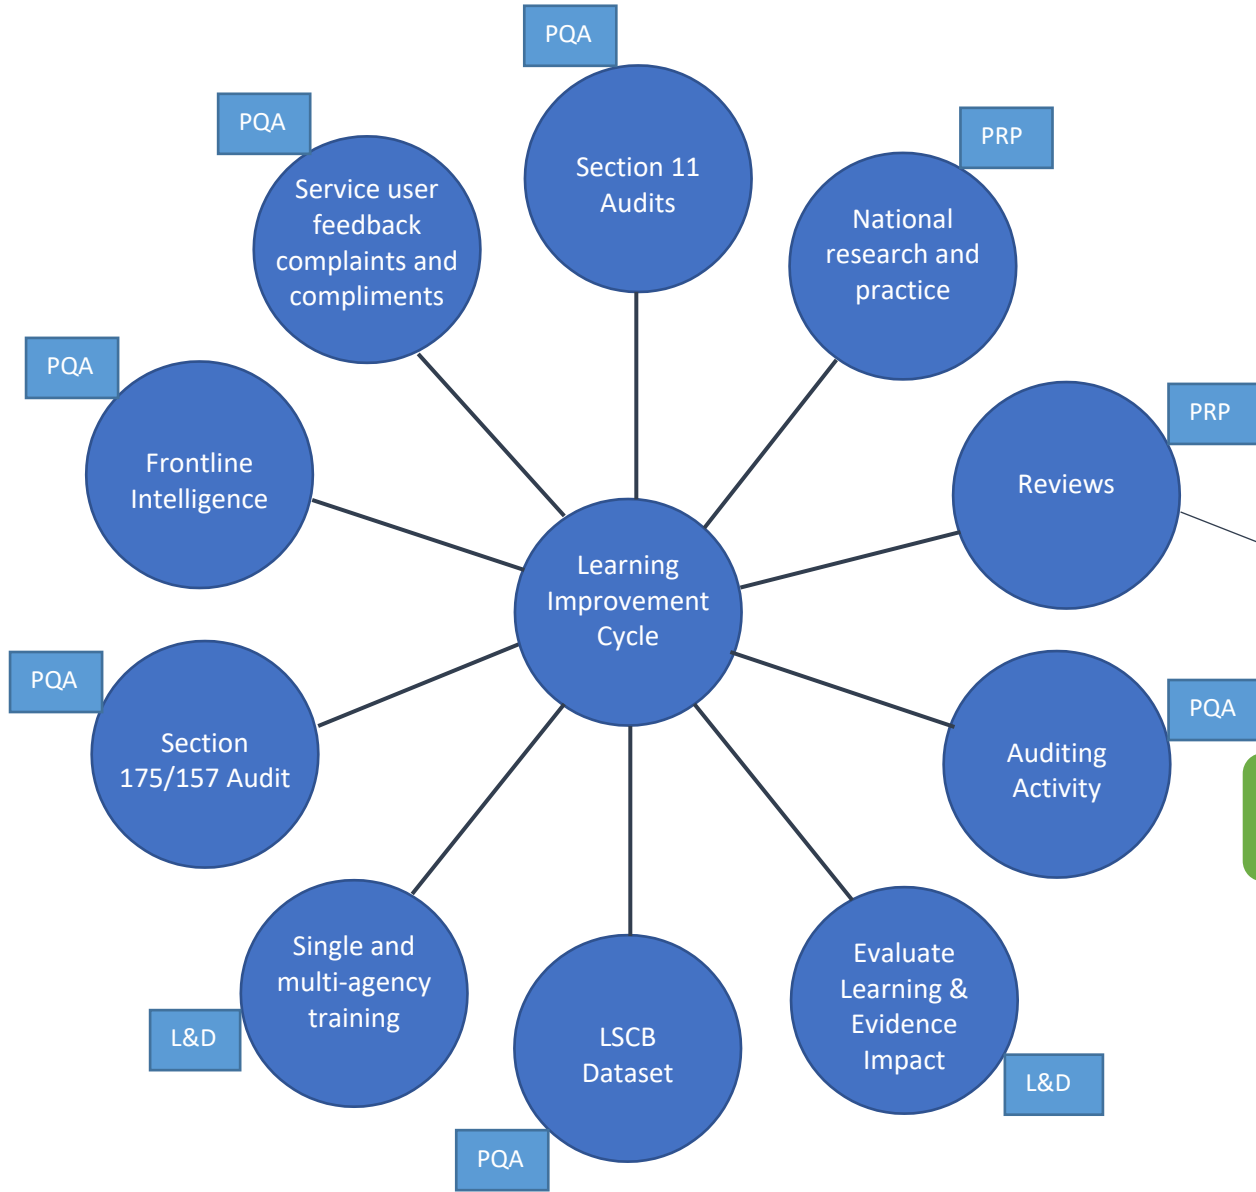 PQA
Section 11
Audits
PQA
Service user
feedback
complaints and
compliments
PRP
National
research and
practice
PQA
Frontline
Intelligence
PRP
Reviews
Learning
Improvement
Cycle
PQA
Section
175/157 Audit
PQA
Auditing
Activity
Single and
multi-agency
training
L&D
LSCB
Dataset
PQA
Evaluate
Learning &
Evidence
Impact
L&D